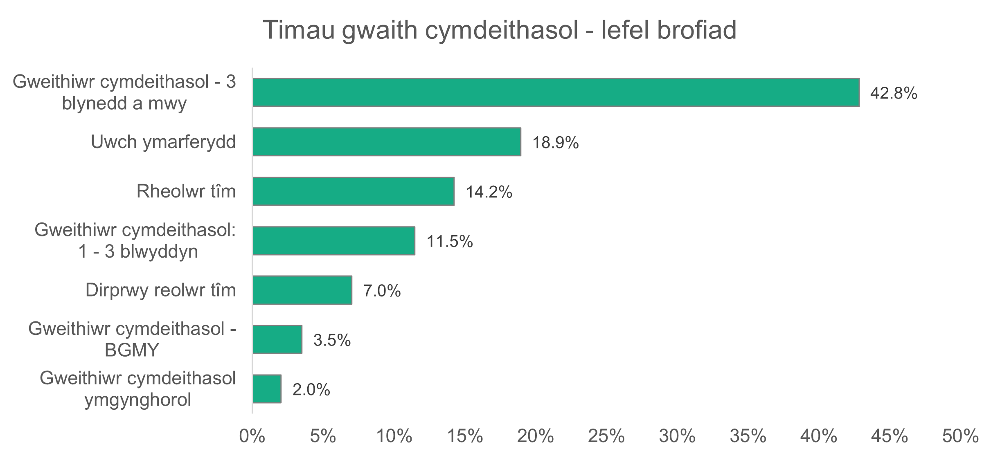 Timau gwaith cymdeithasol - lefel brofiad
Gweithiwr cymdeithasol - 3
blynedd a mwy
42.8%
Uwch ymarferydd
18.9%
Rheolwr tîm
14.2%
Gweithiwr cymdeithasol:
1 - 3 blwyddyn
11.5%
Dirprwy reolwr tîm
7.0%
Gweithiwr cymdeithasol -
BGMY
3.5%
Gweithiwr cymdeithasol
ymgynghorol
2.0%
0% 5% 10% 15% 20% 25% 30% 35% 40% 45% 50%